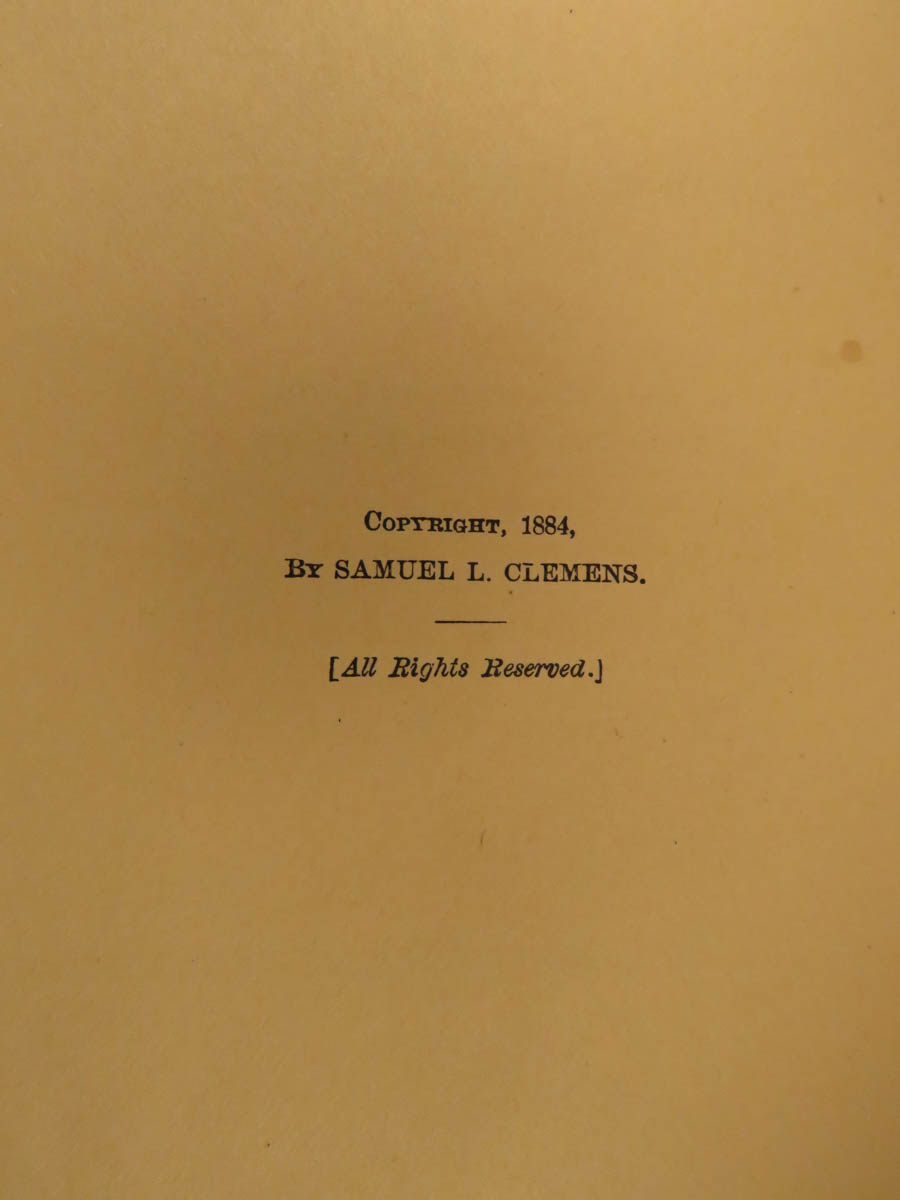 Copyright, 1884,
By SAMUEL L. CLEMENS.
[All Rights Reserved.]